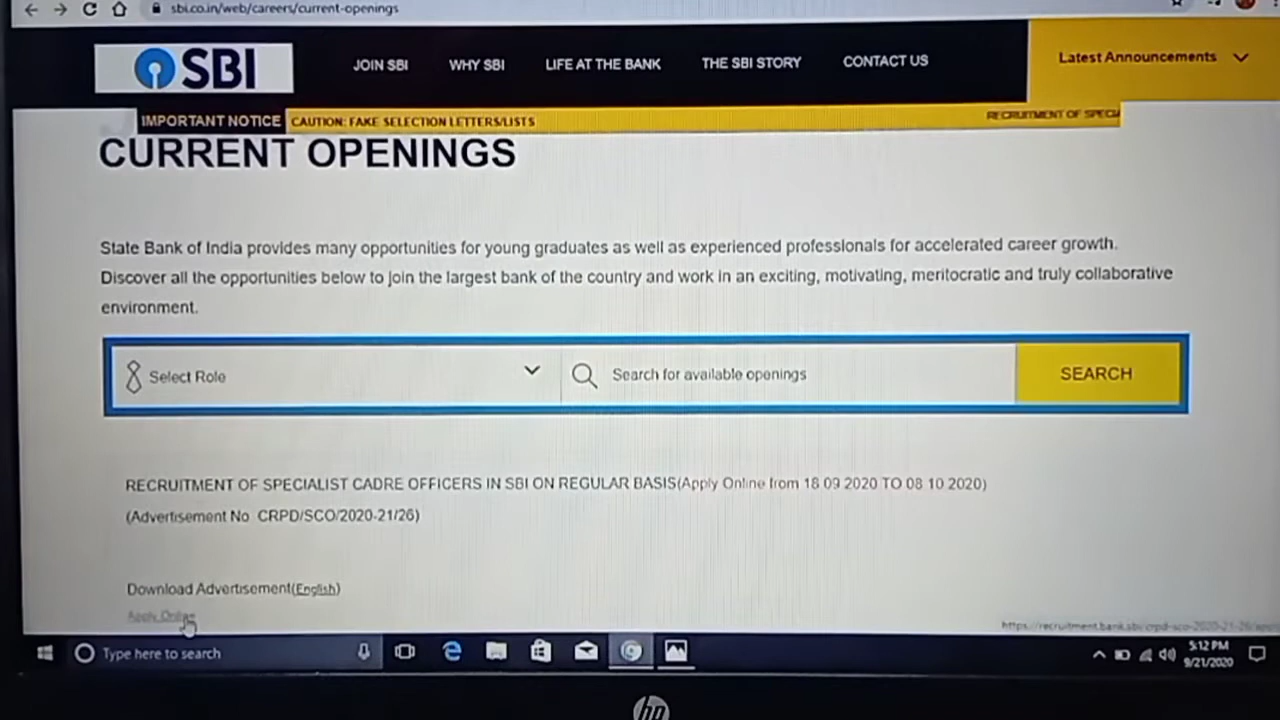 sbi.co.in/web/careers/current-openings
SBI
JOIN SBI
WHY SBI
LIFE AT THE BANK
THE SBI STORY
CONTACT US
Latest Announcements
IMPORTANT NOTICE
CAUTION: FAKE SELECTION LETTERS/LISTS
RECRUITMENT OF SPECIA
CURRENT OPENINGS
State Bank of India provides many opportunities for young graduates as well as experienced professionals for accelerated career growth.
Discover all the opportunities below to join the largest bank of the country and work in an exciting, motivating, meritocratic and truly collaborative
environment.
Select Role
Search for available openings
SEARCH
RECRUITMENT OF SPECIALIST CADRE OFFICERS IN SBI ON REGULAR BASIS(Apply Online from 18 09 2020 TO 08 10 2020)
(Advertisement No CRPD/SCO/2020-21/26)
Download Advertisement(English)
Apply Online
Type here to search
5:12 PM
9/21/2020
hp